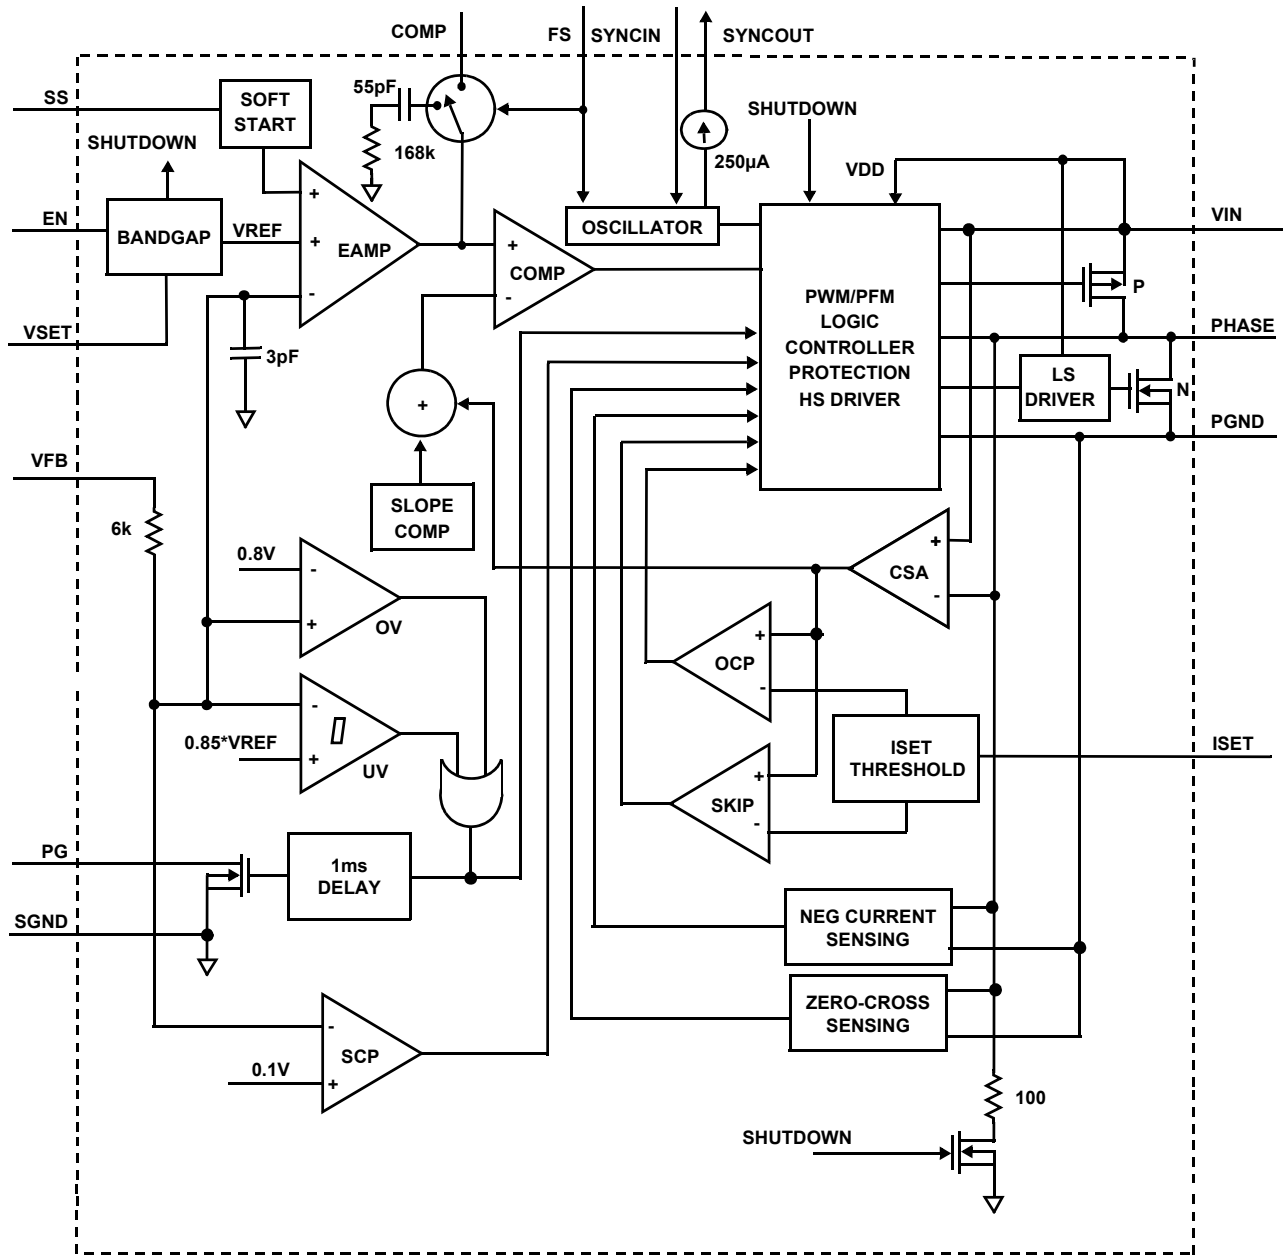 COMP
FS
SYNCIN
SYNCOUT
SS
SOFT
START
55pF
168k
SHUTDOWN
250µA
SHUTDOWN
VDD
EN
BANDGAP
VREF
+
+
-
EAMP
OSCILLATOR
VIN
+
-
COMP
PWM/PFM
LOGIC
CONTROLLER
PROTECTION
HS DRIVER
P
VSET
3pF
PHASE
LS
DRIVER
N
+
PGND
VFB
6k
SLOPE
COMP
0.8V
-
+
OV
+
-
CSA
+
-
OCP
-
+
0.85*VREF
UV
ISET
THRESHOLD
ISET
+
-
SKIP
PG
1ms
DELAY
SGND
NEG CURRENT
SENSING
ZERO-CROSS
SENSING
-
+
SCP
0.1V
100
SHUTDOWN